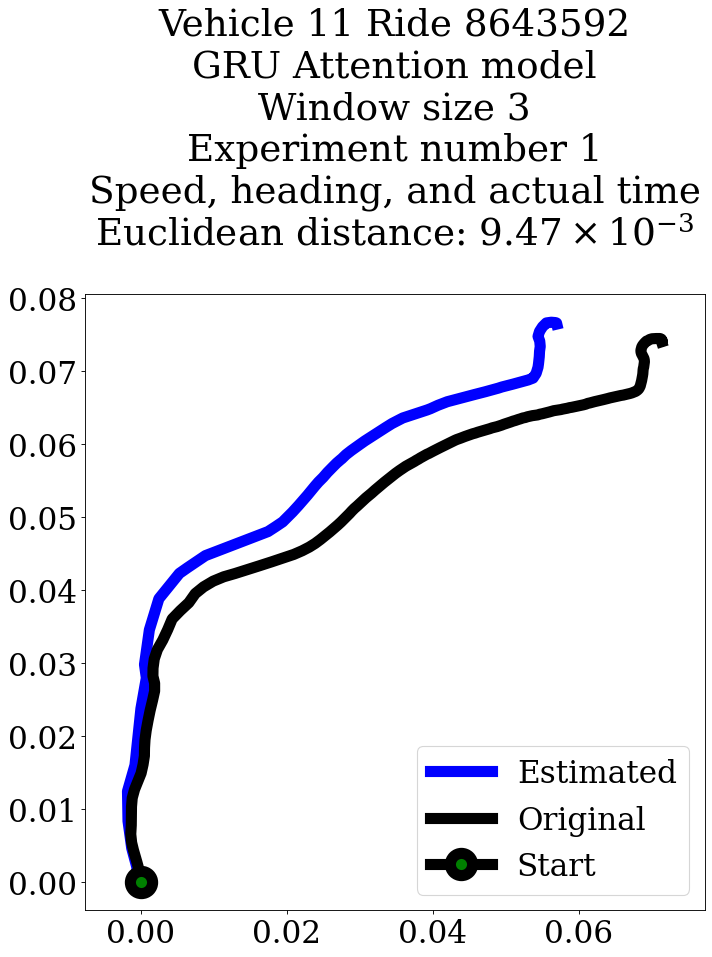 Vehicle 11 Ride 8643592
GRU Attention model
Window size 3
Experiment number 1
Speed, heading, and actual time
Euclidean distance: 9.47 × 10⁻³
0.08
0.07
0.06
0.05
0.04
0.03
0.02
0.01
0.00
Estimated
Original
Start
0.00 0.02 0.04 0.06